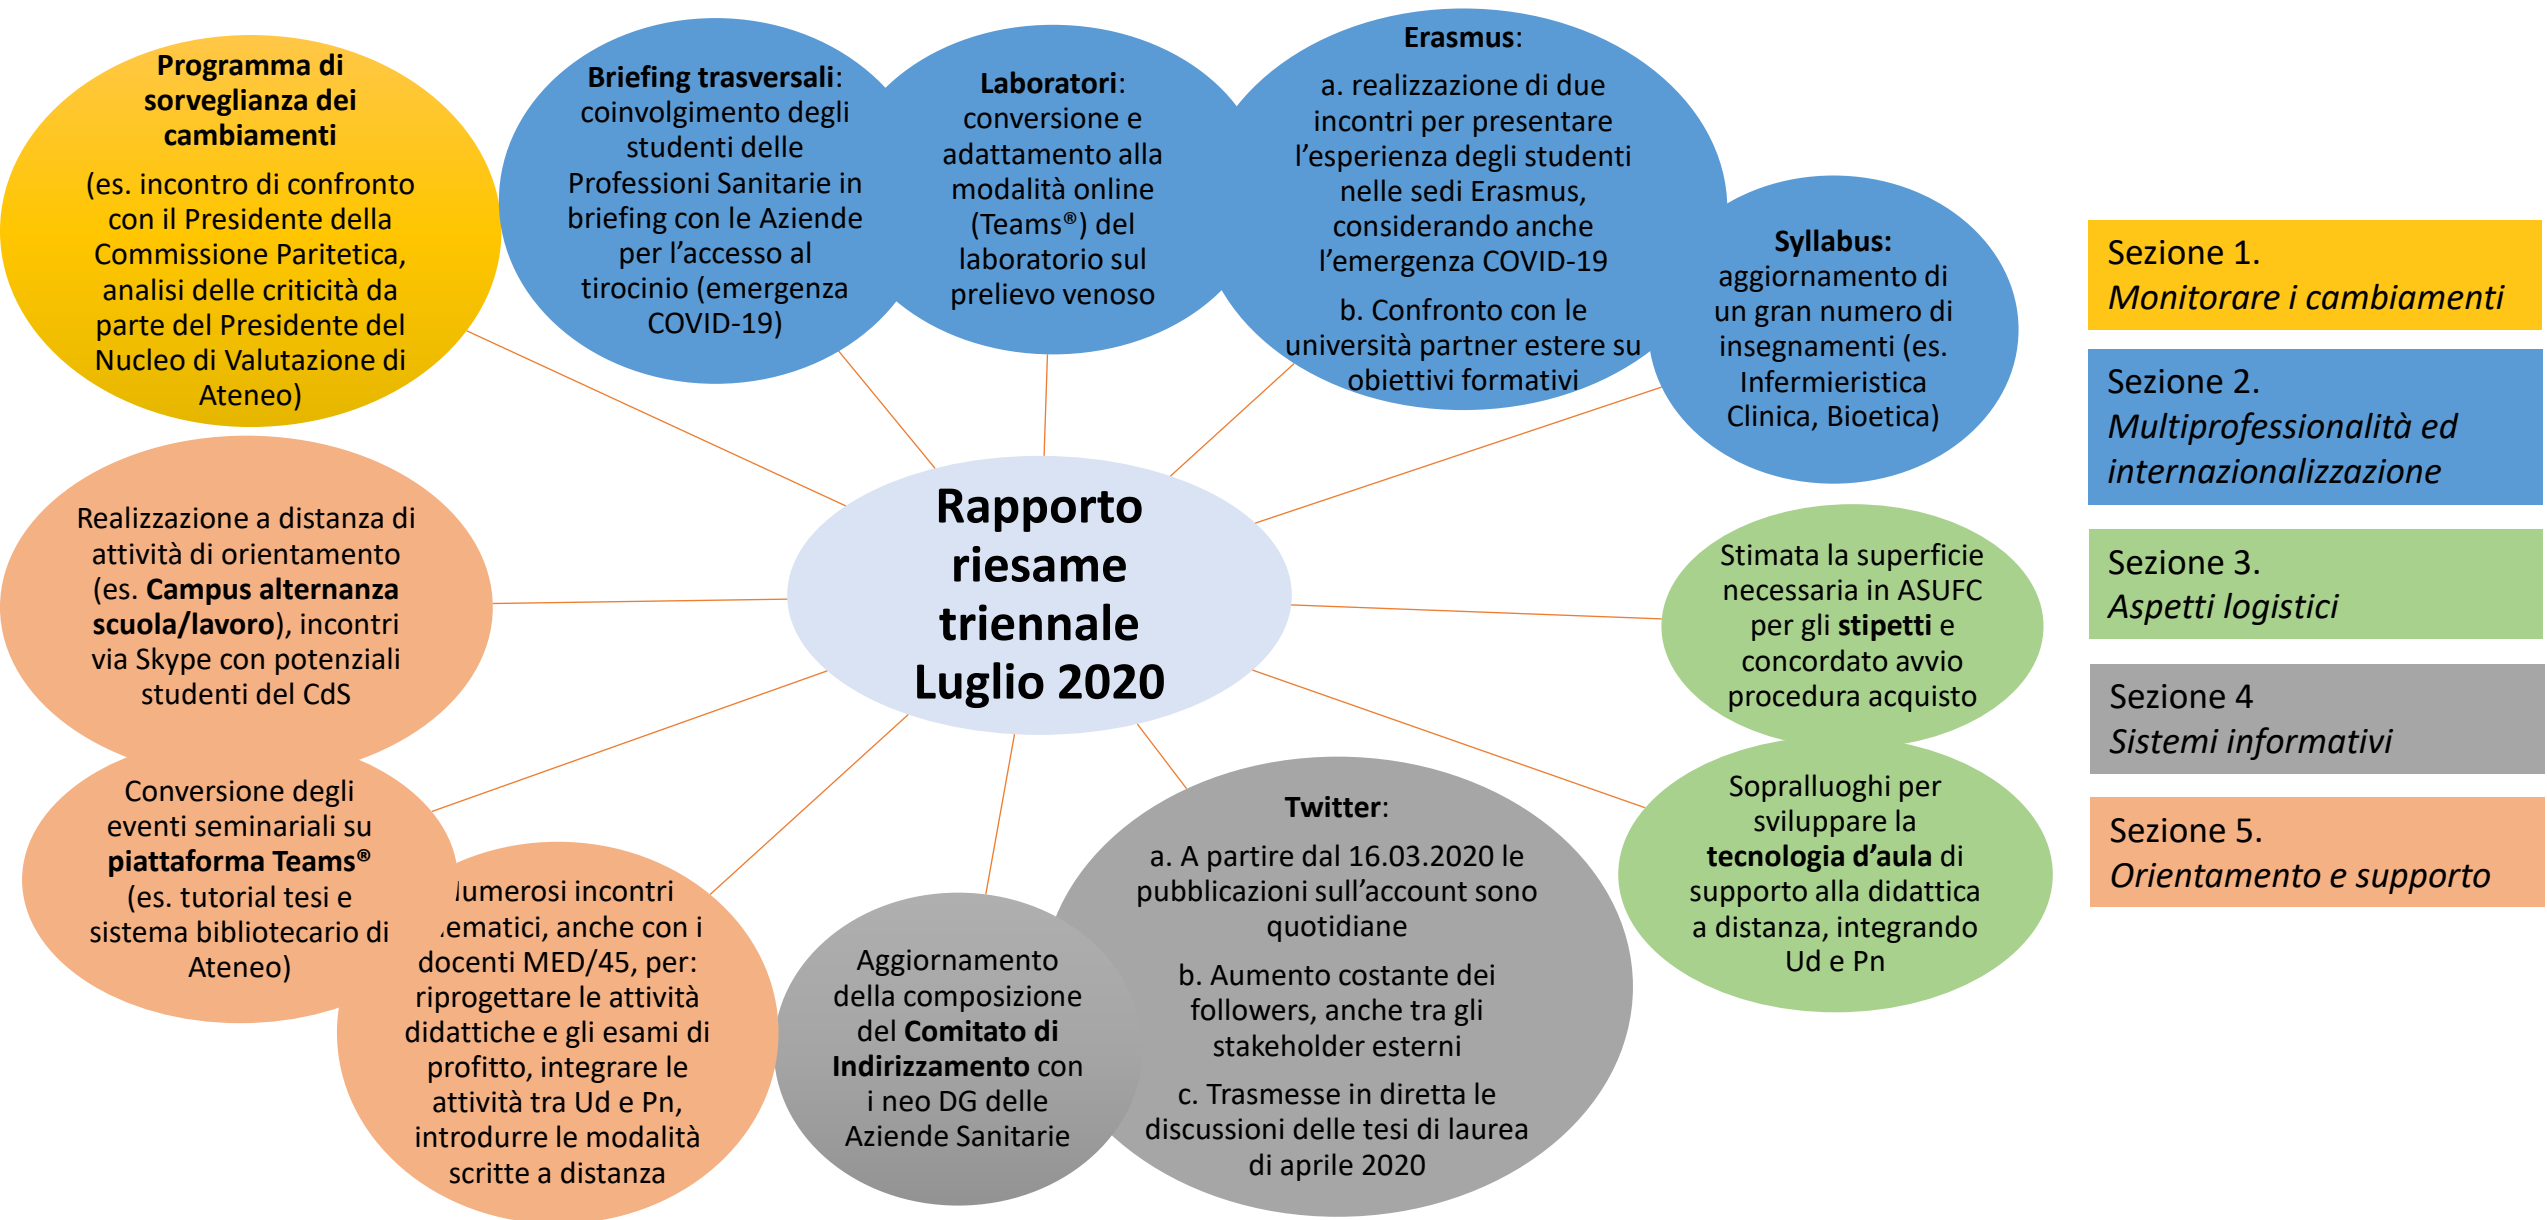 Programma di
sorveglianza dei
cambiamenti
(es. incontro di confronto
con il Presidente della
Commissione Paritetica,
analisi delle criticità da
parte del Presidente del
Nucleo di Valutazione di
Ateneo)
Briefing trasversali:
coinvolgimento degli
studenti delle
Professioni Sanitarie in
briefing con le Aziende
per l’accesso al
tirocinio (emergenza
COVID-19)
Laboratori:
conversione e
adattamento alla
modalità online
(Teams®) del
laboratorio sul
prelievo venoso
Erasmus:
a. realizzazione di due
incontri per presentare
l’esperienza degli studenti
nelle sedi Erasmus,
considerando anche
l’emergenza COVID-19
b. Confronto con le
università partner estere su
obiettivi formativi
Syllabus:
aggiornamento di
un gran numero di
insegnamenti (es.
Infermieristica
Clinica, Bioetica)
Sezione 1.
Monitorare i cambiamenti
Sezione 2.
Multiprofessionalità ed
internazionalizzazione
Sezione 3.
Aspetti logistici
Sezione 4
Sistemi informativi
Sezione 5.
Orientamento e supporto
Rapporto
riesame
triennale
Luglio 2020
Realizzazione a distanza di
attività di orientamento
(es. Campus alternanza
scuola/lavoro), incontri
via Skype con potenziali
studenti del CdS
Stimata la superficie
necessaria in ASUFC
per gli stipetti e
concordato avvio
procedura acquisto
Conversione degli
eventi seminariali su
piattaforma Teams®
(es. tutorial tesi e
sistema bibliotecario di
Ateneo)
incontri
anche con i
docenti MED/45, per:
riprogettare le attività
didattiche e gli esami di
profitto, integrare le
attività tra Ud e Pn,
introdurre le modalità
scritte a distanza
Aggiornamento
della composizione
del Comitato di
Indirizzamento con
i neo DG delle
Aziende Sanitarie
Twitter:
a. A partire dal 16.03.2020 le
pubblicazioni sull’account sono
quotidiane
b. Aumento costante dei
followers, anche tra gli
stakeholder esterni
c. Trasmesse in diretta le
discussioni delle tesi di laurea
di aprile 2020
Sopralluoghi per
sviluppare la
tecnologia d’aula di
supporto alla didattica
a distanza, integrando
Ud e Pn